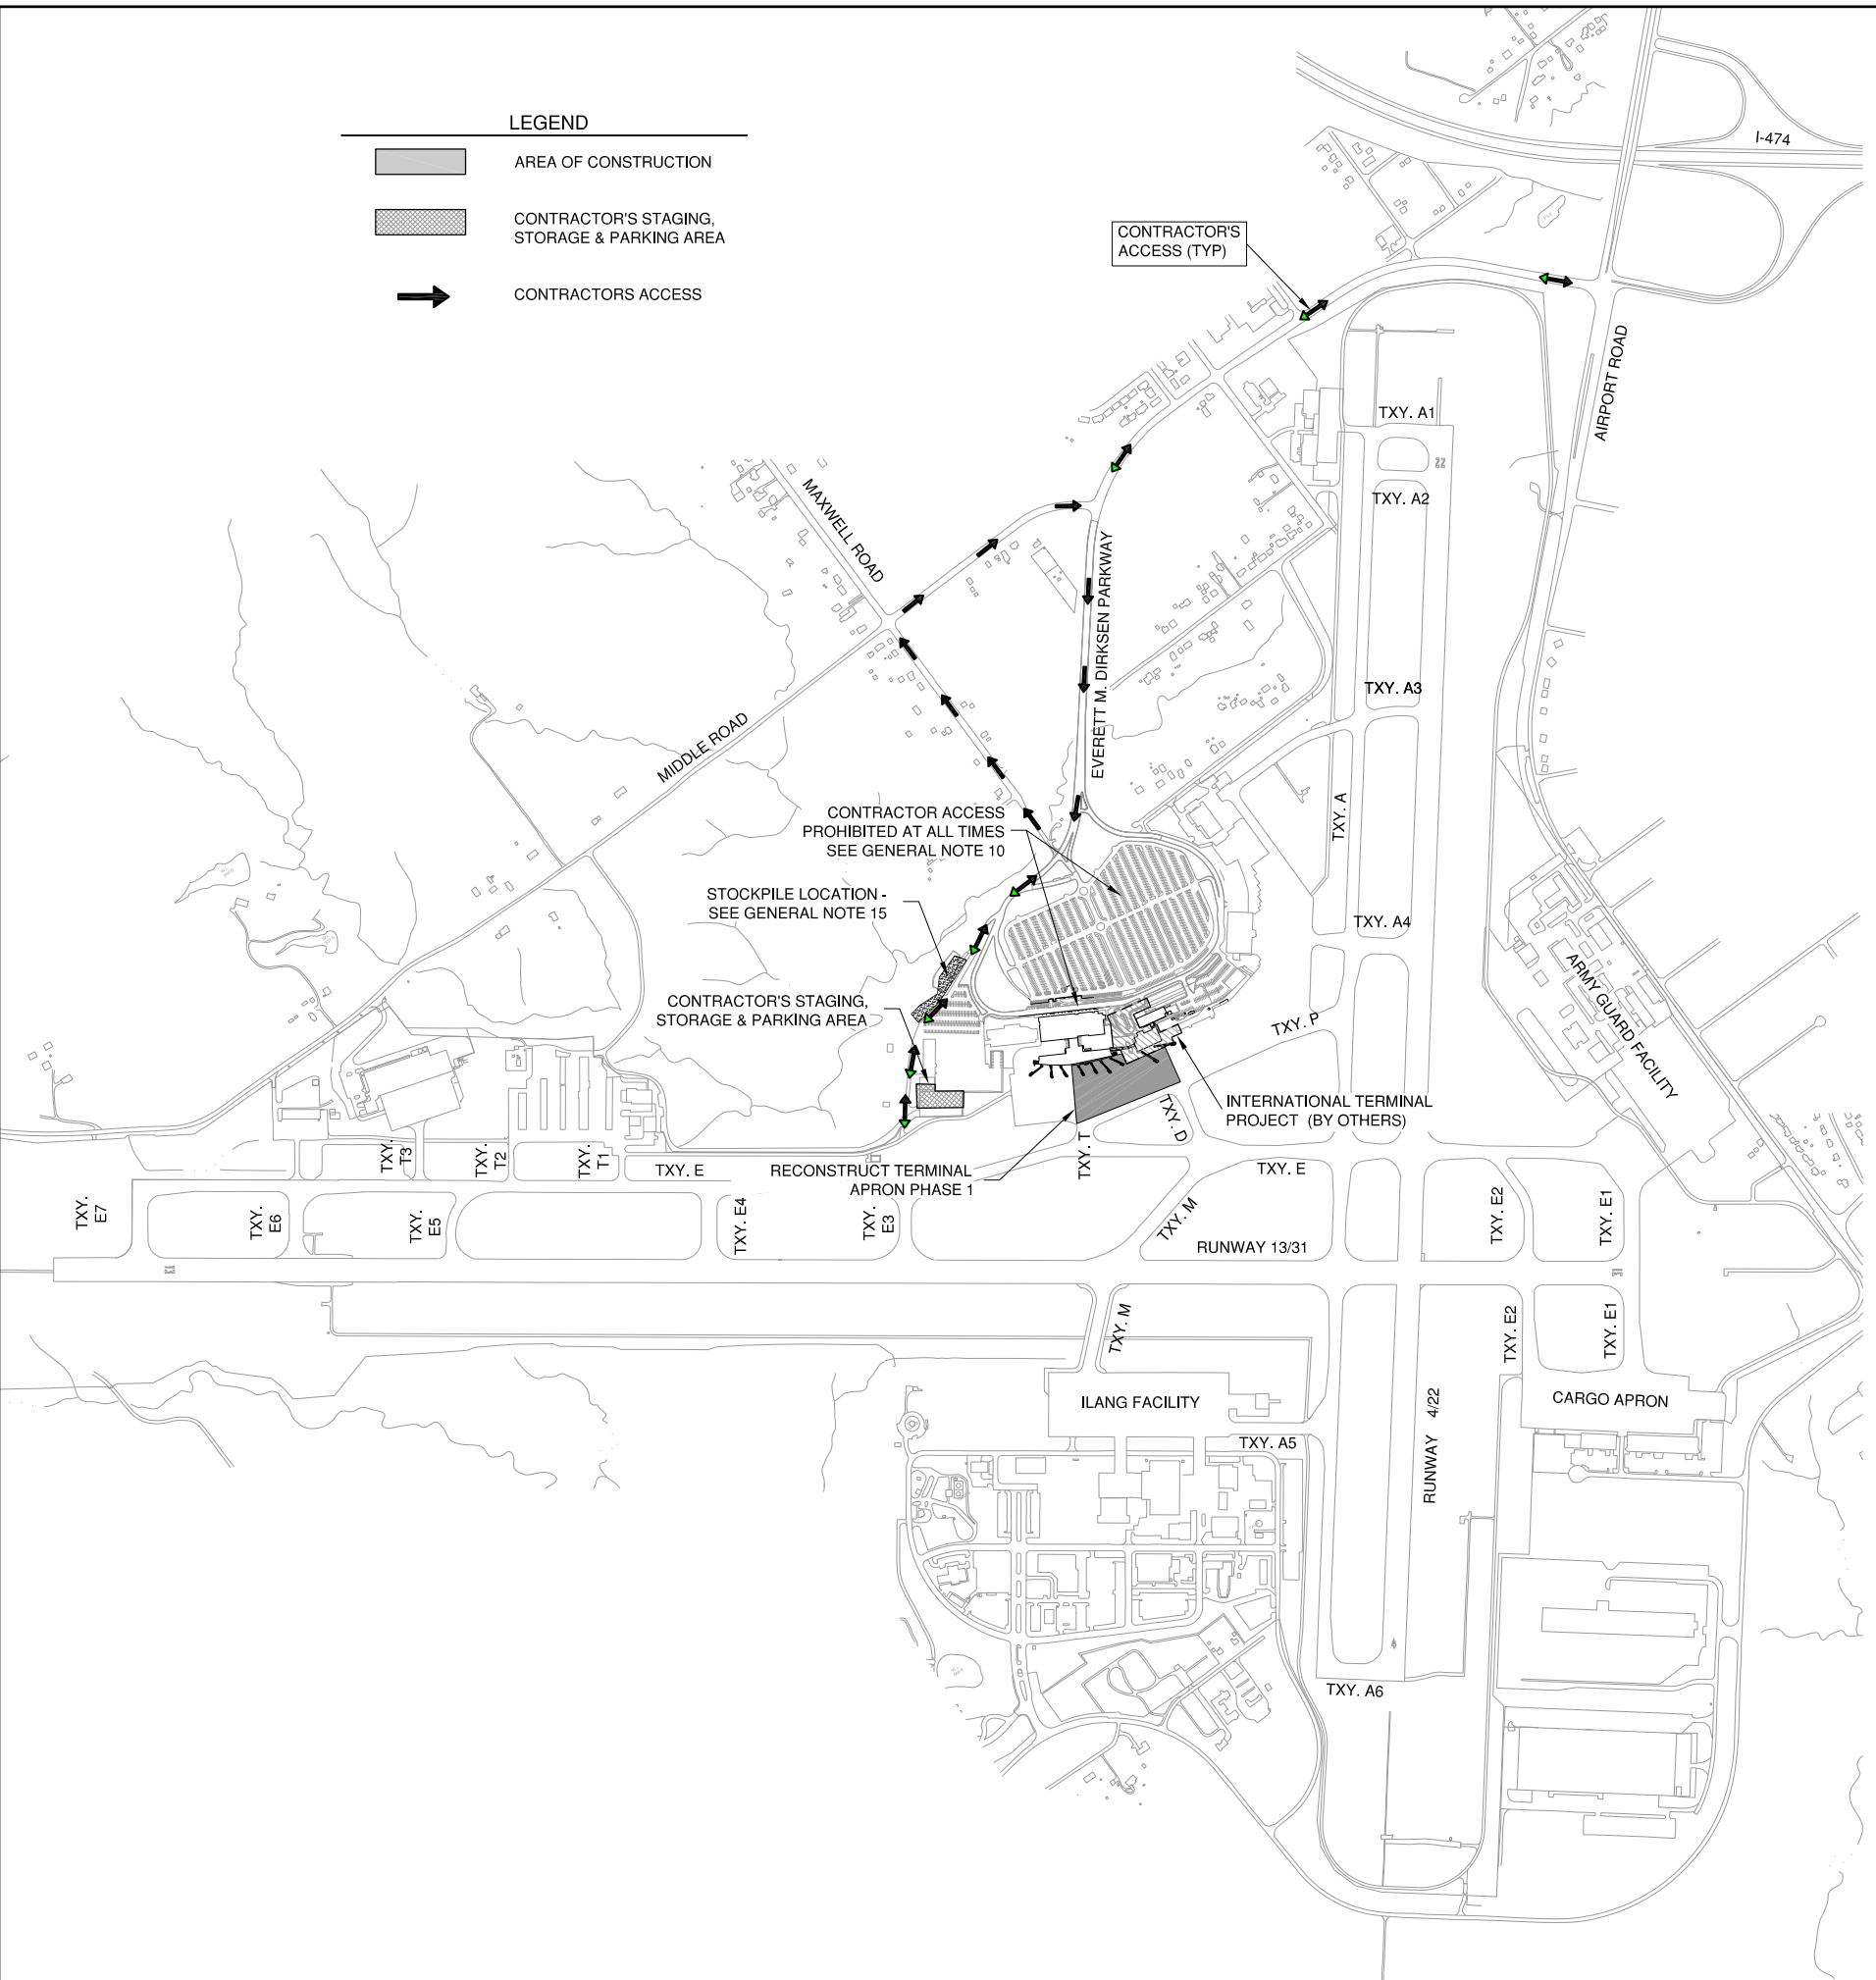 LEGEND
AREA OF CONSTRUCTION
CONTRACTOR'S STAGING,
STORAGE & PARKING AREA
CONTRACTORS ACCESS
I-474
CONTRACTOR'S
ACCESS (TYP)
AIRPORT ROAD
TXY. A1
22
TXY. A2
MAXWELL ROAD
EVERETT M. DIRKSEN PARKWAY
TXY. A3
MIDDLE ROAD
TXY. A
CONTRACTOR ACCESS
PROHIBITED AT ALL TIMES
SEE GENERAL NOTE 10
STOCKPILE LOCATION -
SEE GENERAL NOTE 15
TXY. A4
ARMY GUARD FACILITY
CONTRACTOR'S STAGING,
STORAGE & PARKING AREA
TXY. P
INTERNATIONAL TERMINAL
PROJECT (BY OTHERS)
TXY. D
TXY. T
RECONSTRUCT TERMINAL
APRON PHASE 1
TXY.
T3
TXY.
T2
TXY.
T1
TXY. E
TXY. E
TXY.
E7
TXY.
E6
TXY.
E5
TXY. E4
TXY.
E3
TXY. M
TXY. E2
TXY. E1
RUNWAY 13/31
13
31
TXY. M
TXY. E2
TXY. E1
ILANG FACILITY
CARGO APRON
TXY. A5
RUNWAY 4/22
4
TXY. A6